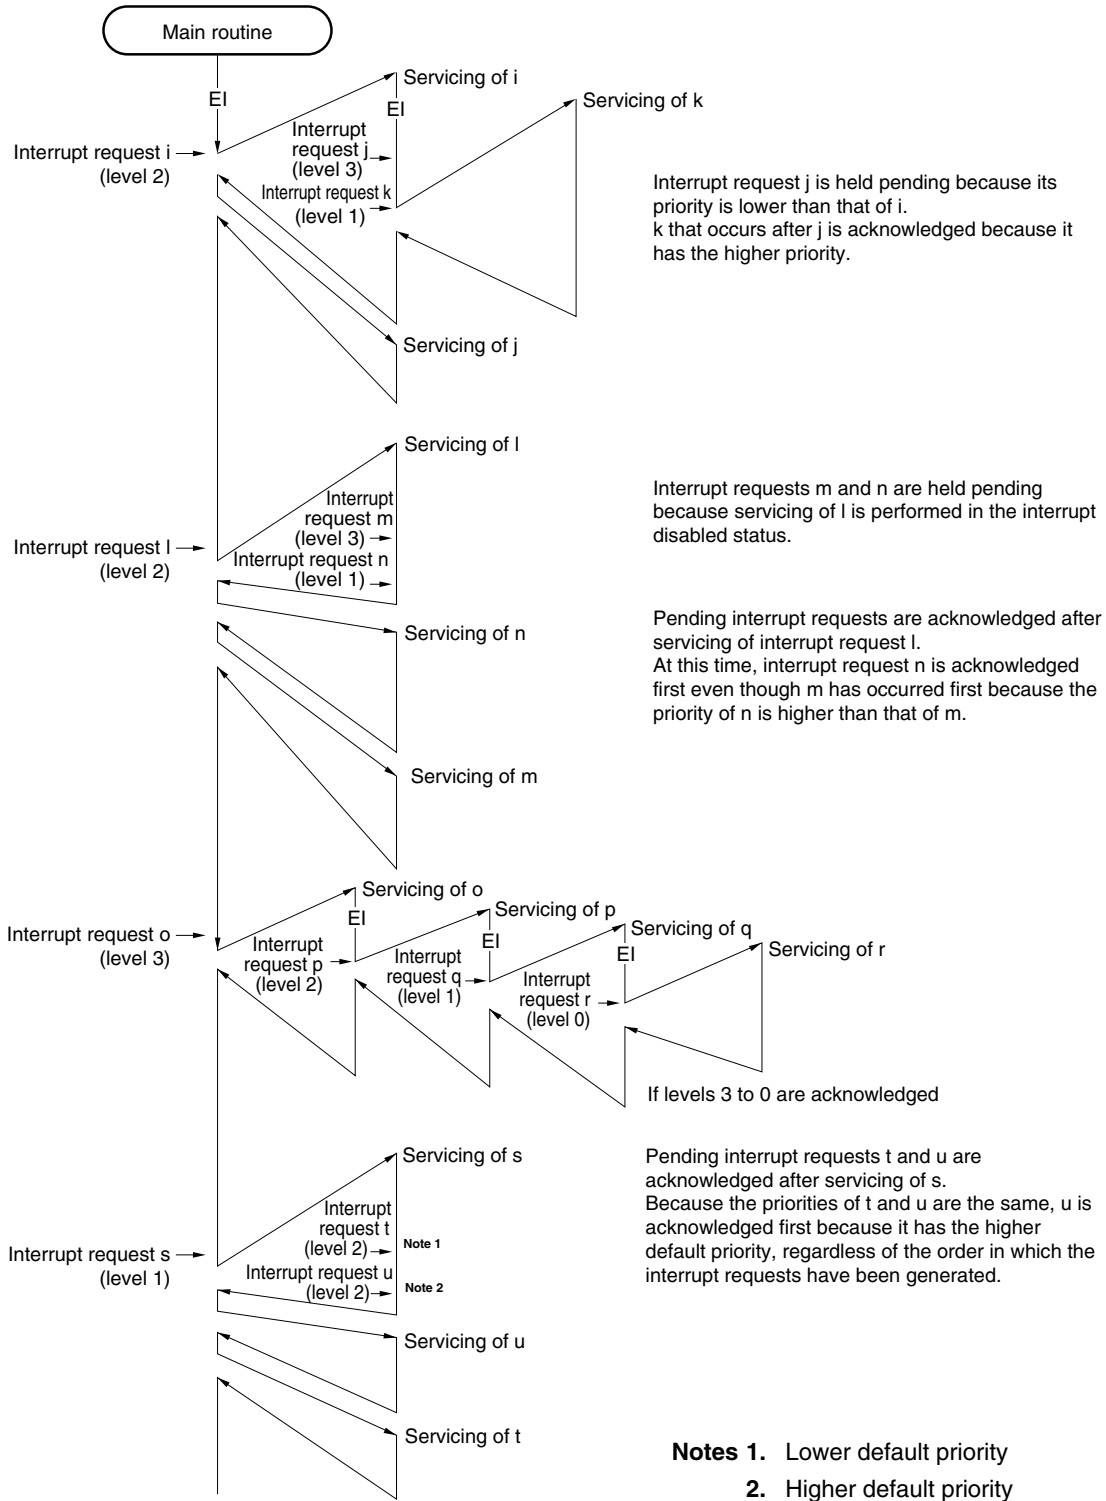 Main routine
EI
Servicing of i
EI
Servicing of k
Interrupt request i
(level 2)
Interrupt
request j
(level 3)
Interrupt request k
(level 1)
Interrupt request j is held pending because its
priority is lower than that of i.
k that occurs after j is acknowledged because it
has the higher priority.
Servicing of j
Servicing of l
Interrupt request l
(level 2)
Interrupt
request m
(level 3)
Interrupt request n
(level 1)
Interrupt requests m and n are held pending
because servicing of l is performed in the interrupt
disabled status.
Servicing of n
Pending interrupt requests are acknowledged after
servicing of interrupt request l.
At this time, interrupt request n is acknowledged
first even though m has occurred first because the
priority of n is higher than that of m.
Servicing of m
Interrupt request o
(level 3)
Servicing of o
EI
Interrupt
request p
(level 2)
Servicing of p
EI
Interrupt
request q
(level 1)
Servicing of q
EI
Interrupt
request r
(level 0)
Servicing of r
If levels 3 to 0 are acknowledged
Servicing of s
Interrupt request s
(level 1)
Interrupt
request t
(level 2)
Note 1
Interrupt request u
(level 2)
Note 2
Pending interrupt requests t and u are
acknowledged after servicing of s.
Because the priorities of t and u are the same, u is
acknowledged first because it has the higher
default priority, regardless of the order in which the
interrupt requests have been generated.
Servicing of u
Servicing of t
Notes 1. Lower default priority
2. Higher default priority